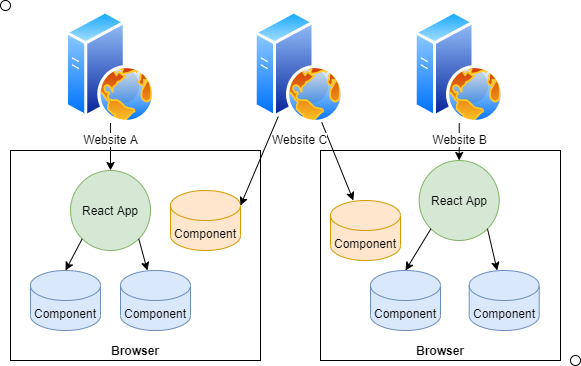 Website A
Website C
Website B
React App
Component
Component
Component
Browser
React App
Component
Component
Component
Browser